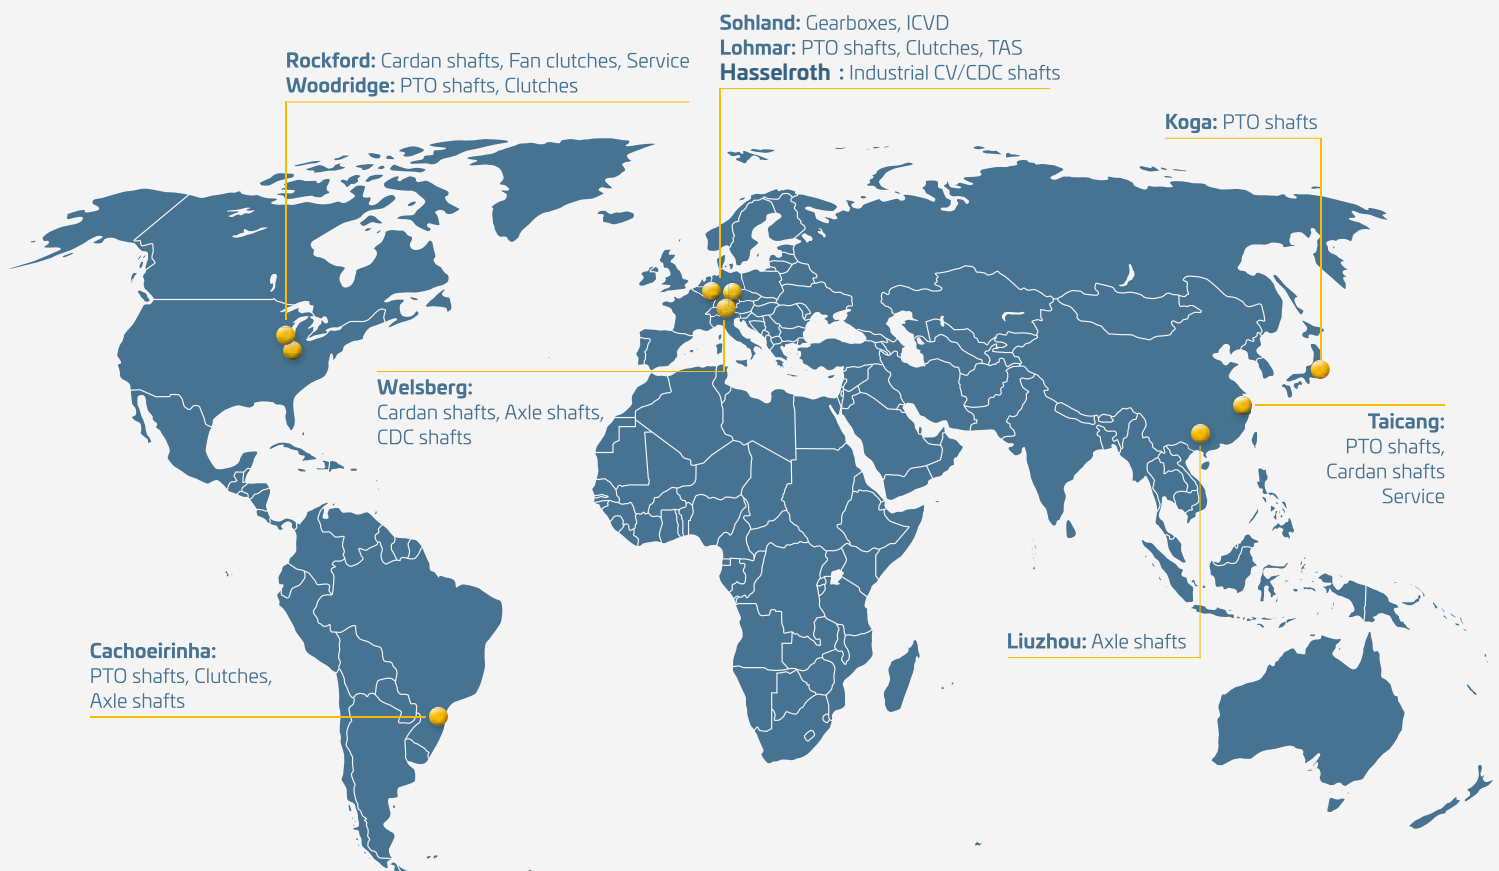 Sohland: Gearboxes, ICVD
Lohmar: PTO shafts, Clutches, TAS
Hasselroth : Industrial CV/CDC shafts
Rockford: Cardan shafts, Fan clutches, Service
Woodridge: PTO shafts, Clutches
Koga: PTO shafts
Welsberg:
Cardan shafts, Axle shafts,
CDC shafts
Taicang:
PTO shafts,
Cardan shafts
Service
Liuzhou: Axle shafts
Cachoeirinha:
PTO shafts, Clutches,
Axle shafts